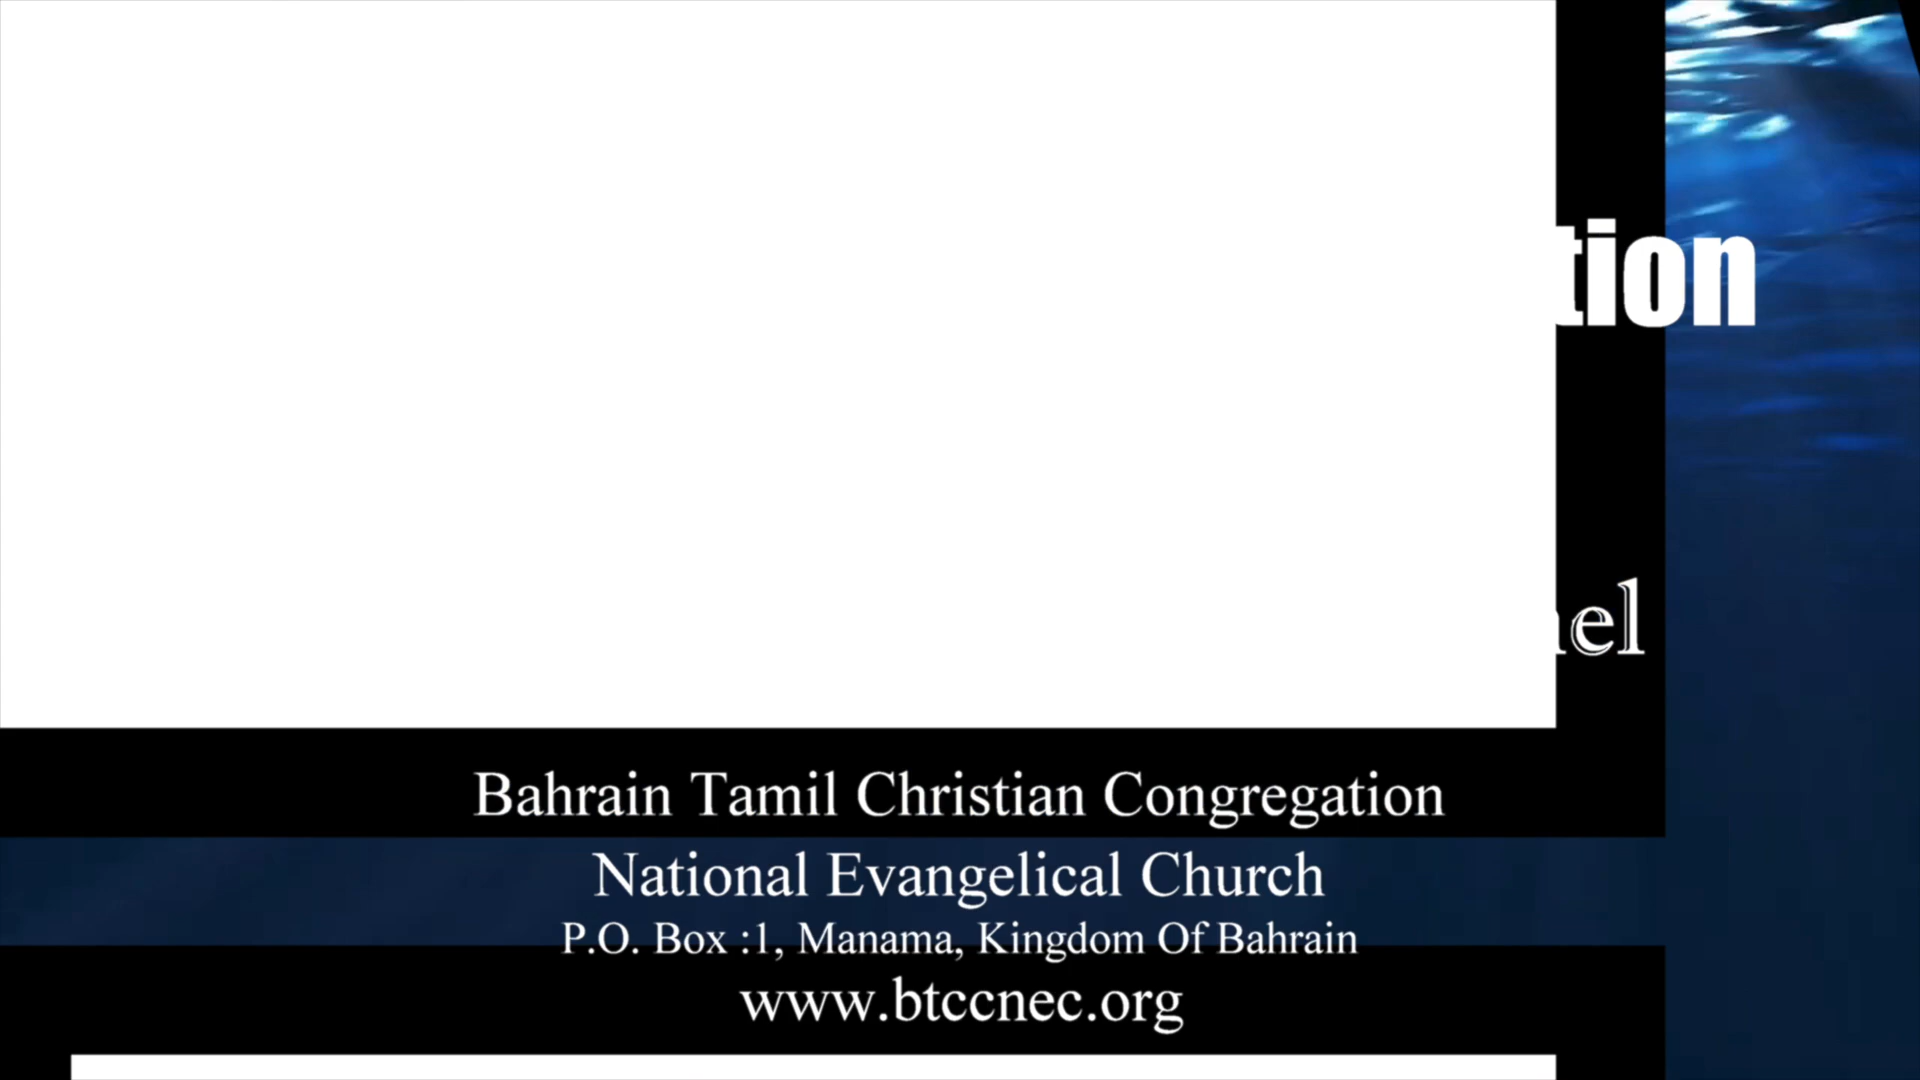 tion
el
Bahrain Tamil Christian Congregation
National Evangelical Church
P.O. Box :1, Manama, Kingdom Of Bahrain
www.btccnec.org